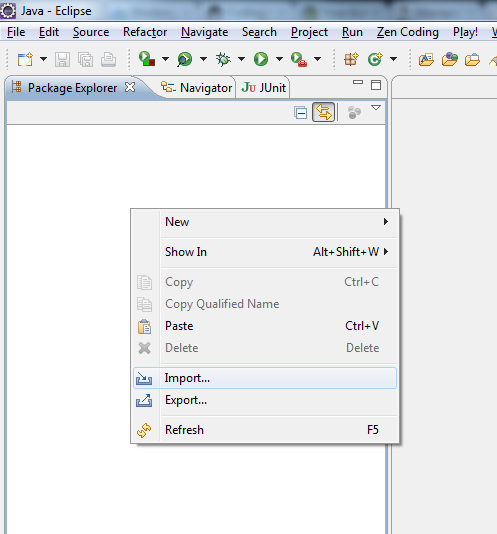 Java - Eclipse
File Edit Source Refactor Navigate Search Project Run Zen Coding Play!
Package Explorer Navigator JUnit
New
Show In Alt+Shift+W
Copy Ctrl+C
Copy Qualified Name
Paste Ctrl+V
Delete Delete
Import...
Export...
Refresh F5